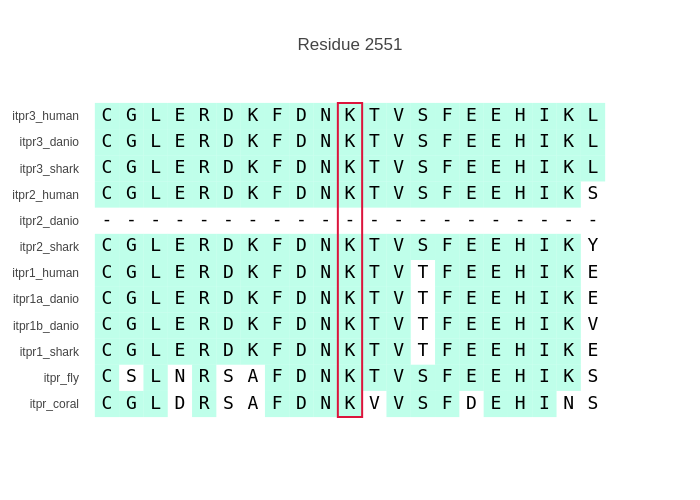 Residue 2551
itpr3_human C G L E R D K F D N K T V S F E E H I K L
itpr3_danio C G L E R D K F D N K T V S F E E H I K L
itpr3_shark C G L E R D K F D N K T V S F E E H I K L
itpr2_human C G L E R D K F D N K T V S F E E H I K S
itpr2_danio - - - - - - - - - - - - - - - - - - - - -
itpr2_shark C G L E R D K F D N K T V S F E E H I K Y
itpr1_human C G L E R D K F D N K T V T F E E H I K E
itpr1a_danio C G L E R D K F D N K T V T F E E H I K E
itpr1b_danio C G L E R D K F D N K T V T F E E H I K V
itpr1_shark C G L E R D K F D N K T V T F E E H I K E
itpr_fly C S L N R S A F D N K T V S F E E H I K S
itpr_coral C G L D R S A F D N K V V S F D E H I N S